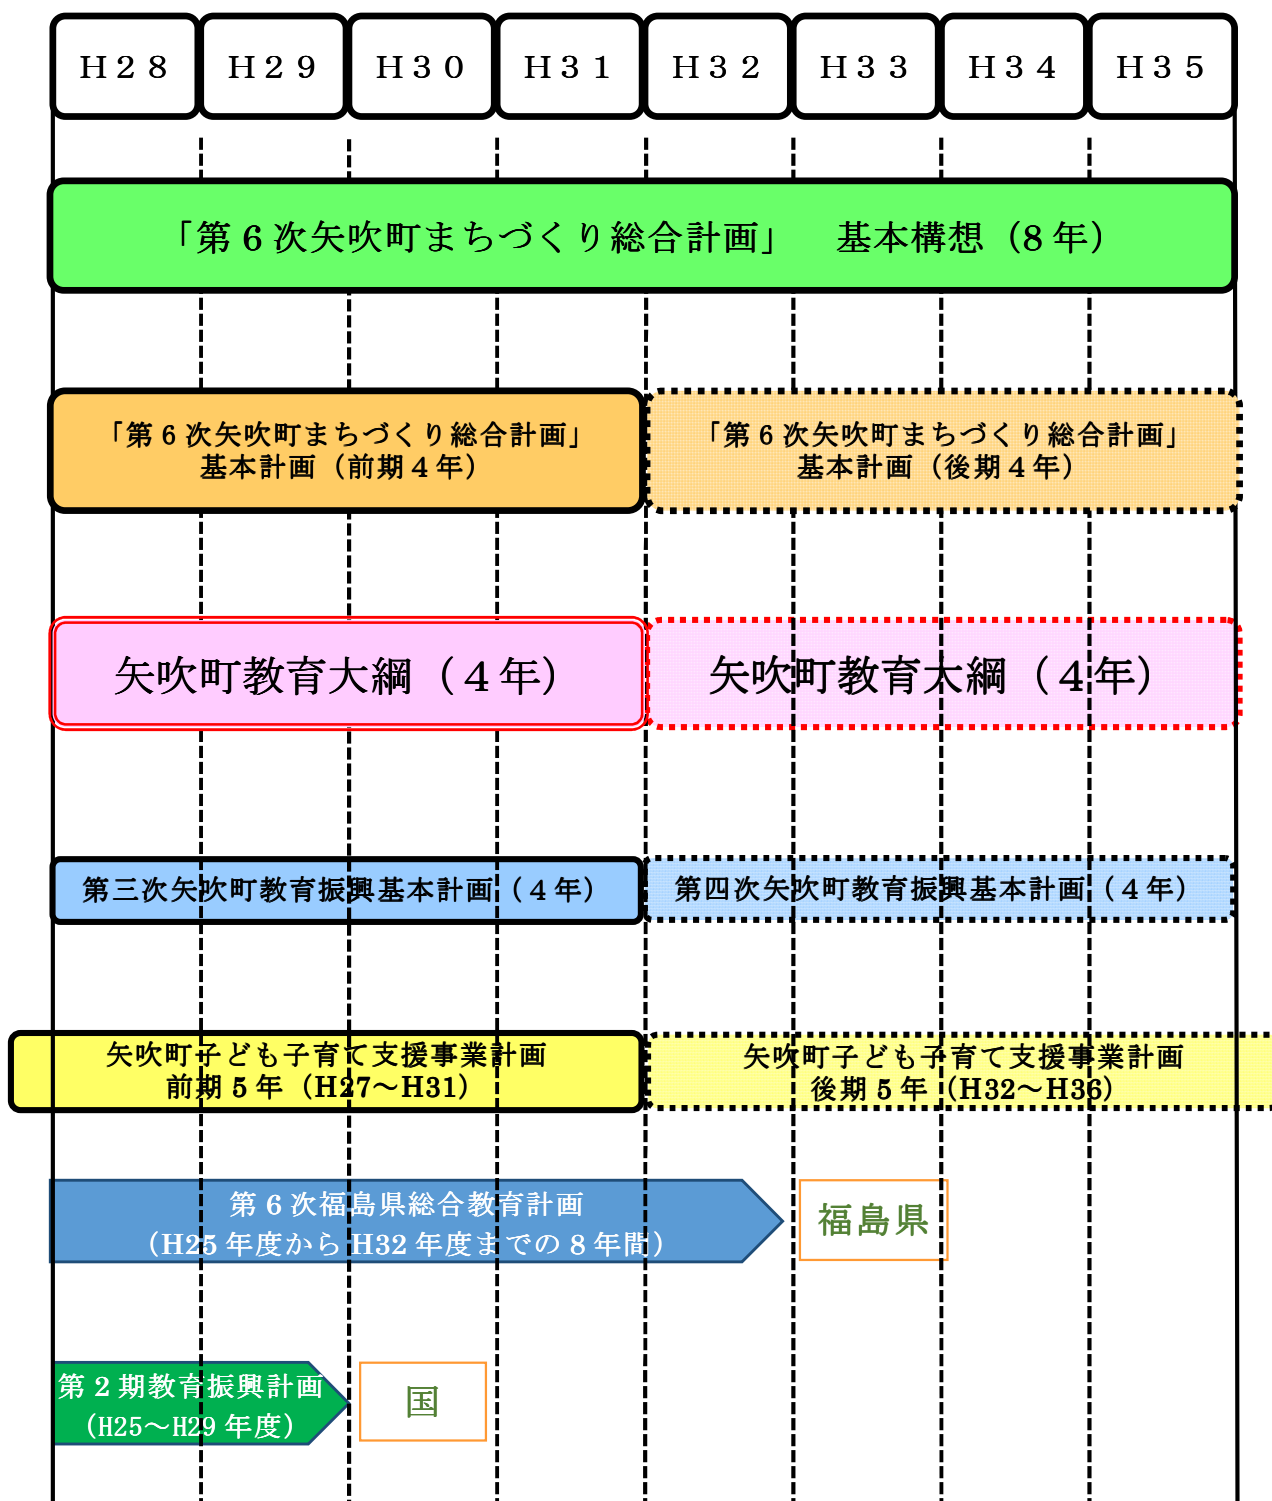 H２８ H２９ H３０ H３１ H３２ H３３ H３４ H３５
「第６次矢吹町まちづくり総合計画」　基本構想（8 年）
「第６次矢吹町まちづくり総合計画」
基本計画（前期４年）
「第６次矢吹町まちづくり総合計画」
基本計画（後期４年）
矢吹町教育大綱（４年）
矢吹町教育大綱（４年）
第三次矢吹町教育振興基本計画（４年）
第四次矢吹町教育振興基本計画（４年）
矢吹町子ども子育て支援事業計画
前期 5 年（H27～H31）
矢吹町子ども子育て支援事業計画
後期 5 年（H32～H36）
第 6 次福島県総合教育計画
（H25 年度から H32 年度までの８年間）
福島県
第 2 期教育振興計画
（H25～H29 年度）
国